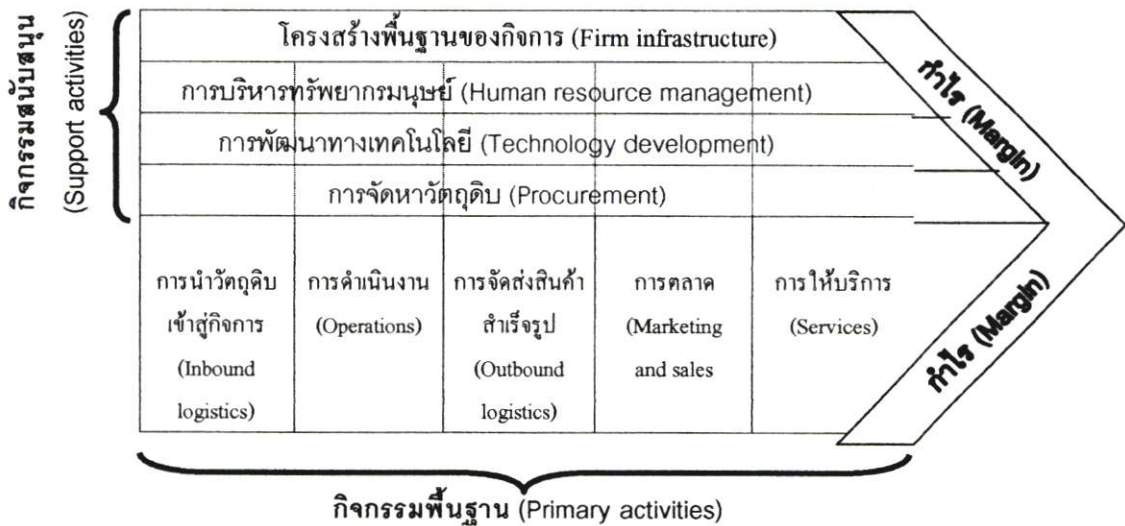 กิจกรรมสนับสนุน
(Support activities)
โครงสร้างพื้นฐานของกิจการ (Firm infrastructure)
การบริหารทรัพยากรมนุษย์ (Human resource management)
การพัฒนาทางเทคโนโลยี (Technology development)
การจัดหาวัตถุดิบ (Procurement)
กำไร (Margin)
การนำวัตถุดิบ
เข้าสู่กิจการ
(Inbound
logistics)
การดำเนินงาน
(Operations)
การจัดส่งสินค้า
สำเร็จรูป
(Outbound
logistics)
การตลาด
(Marketing
and sales
การให้บริการ
(Services)
กำไร (Margin)
กิจกรรมพื้นฐาน (Primary activities)